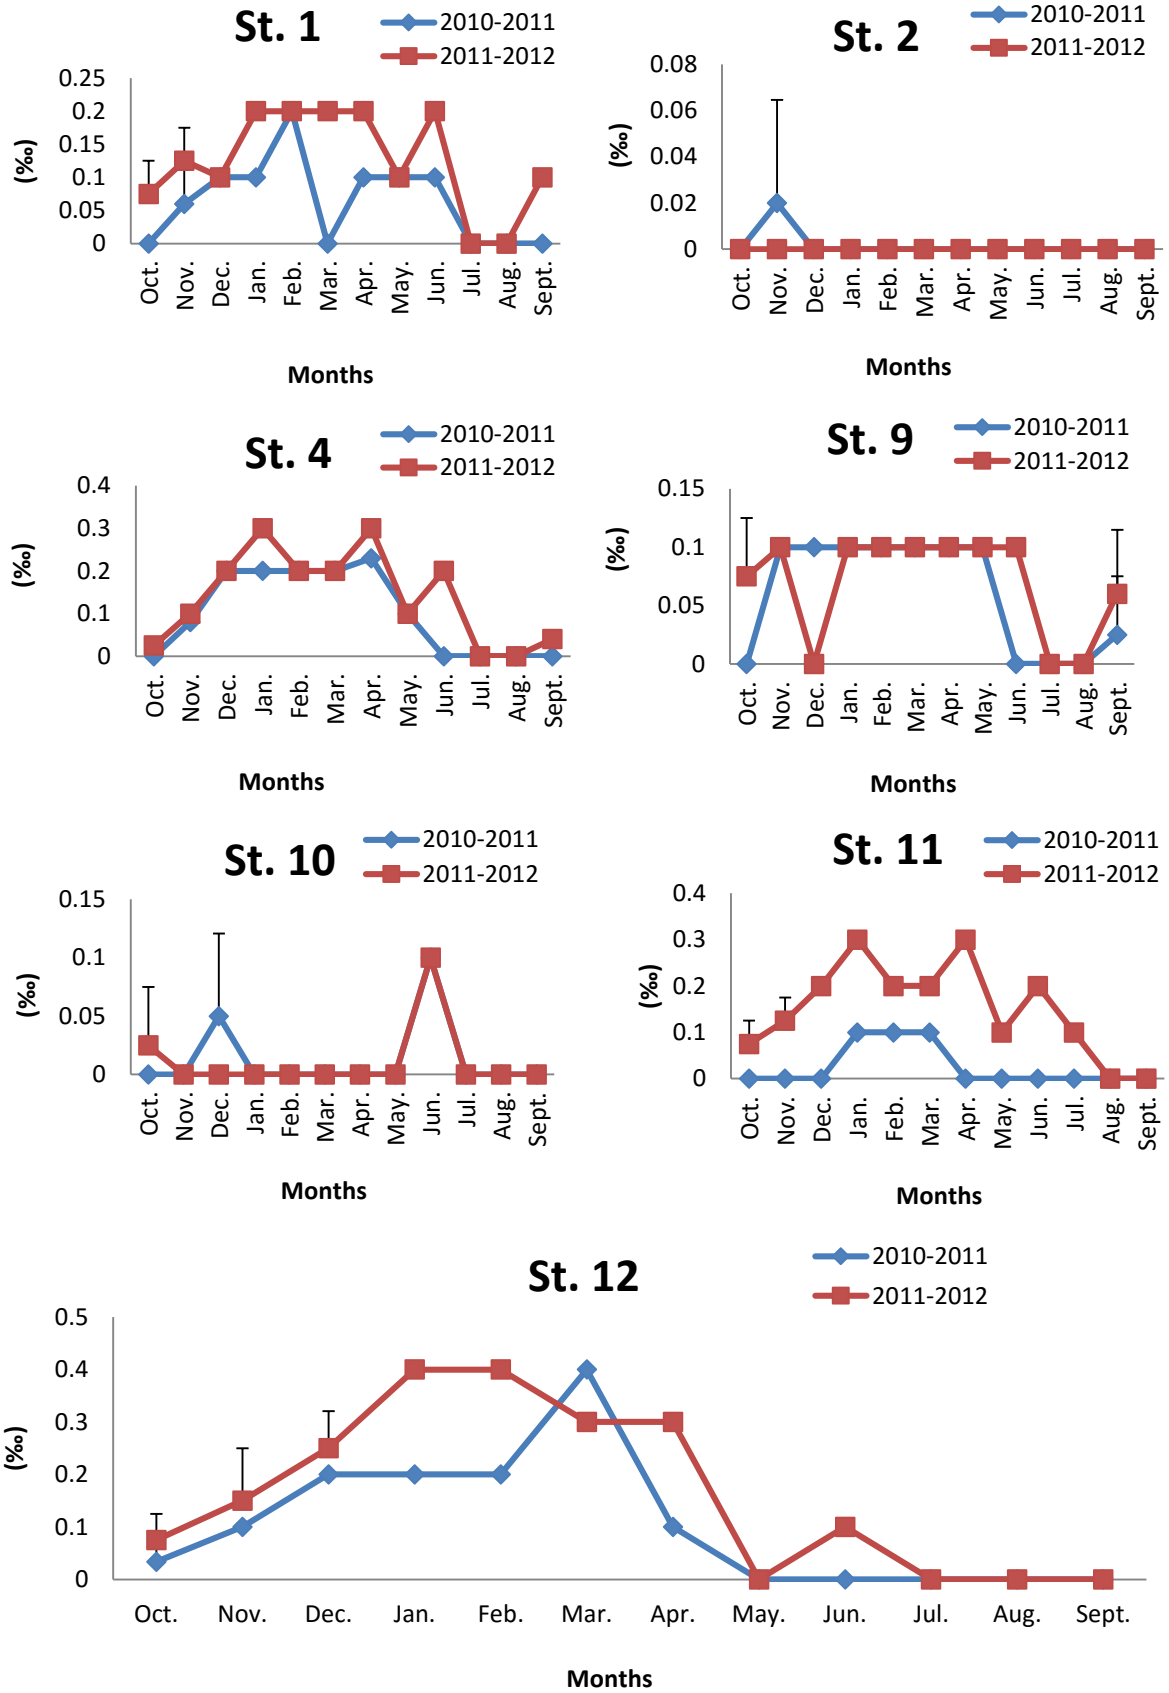 St. 1
2010-2011
2011-2012
(‰)
0.25
0.2
0.15
0.1
0.05
0
Oct.
Nov.
Dec.
Jan.
Feb.
Mar.
Apr.
May.
Jun.
Jul.
Aug.
Sept.
Months
St. 2
2010-2011
2011-2012
(‰)
0.08
0.06
0.04
0.02
0
Oct.
Nov.
Dec.
Jan.
Feb.
Mar.
Apr.
May.
Jun.
Jul.
Aug.
Sept.
Months
St. 4
2010-2011
2011-2012
(‰)
0.4
0.3
0.2
0.1
0
Oct.
Nov.
Dec.
Jan.
Feb.
Mar.
Apr.
May.
Jun.
Jul.
Aug.
Sept.
Months
St. 9
2010-2011
2011-2012
(‰)
0.15
0.1
0.05
0
Oct.
Nov.
Dec.
Jan.
Feb.
Mar.
Apr.
May.
Jun.
Jul.
Aug.
Sept.
Months
St. 10
2010-2011
2011-2012
(‰)
0.15
0.1
0.05
0
Oct.
Nov.
Dec.
Jan.
Feb.
Mar.
Apr.
May.
Jun.
Jul.
Aug.
Sept.
Months
St. 11
2010-2011
2011-2012
(‰)
0.4
0.3
0.2
0.1
0
Oct.
Nov.
Dec.
Jan.
Feb.
Mar.
Apr.
May.
Jun.
Jul.
Aug.
Sept.
Months
St. 12
2010-2011
2011-2012
(‰)
0.5
0.4
0.3
0.2
0.1
0
Oct. Nov. Dec. Jan. Feb. Mar. Apr. May. Jun. Jul. Aug. Sept.
Months